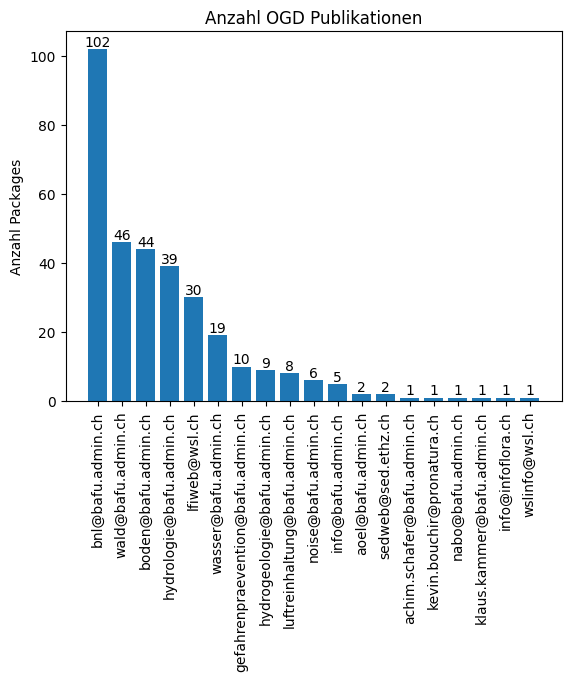 Anzahl OGD Publikationen
Anzahl Packages
100
80
60
40
20
0
102
46
44
39
30
19
10
9
8
6
5
2
2
1
1
1
1
1
1
bnl@bafu.admin.ch
wald@bafu.admin.ch
boden@bafu.admin.ch
hydrologie@bafu.admin.ch
lfiweb@wsl.ch
wasser@bafu.admin.ch
gefahrenpraevention@bafu.admin.ch
hydrogeologie@bafu.admin.ch
luftreinhaltung@bafu.admin.ch
noise@bafu.admin.ch
info@bafu.admin.ch
aoel@bafu.admin.ch
sedweb@sed.ethz.ch
achim.schafer@bafu.admin.ch
kevin.bouchir@pronatura.ch
nabo@bafu.admin.ch
klaus.kammer@bafu.admin.ch
info@infoflora.ch
wslinfo@wsl.ch